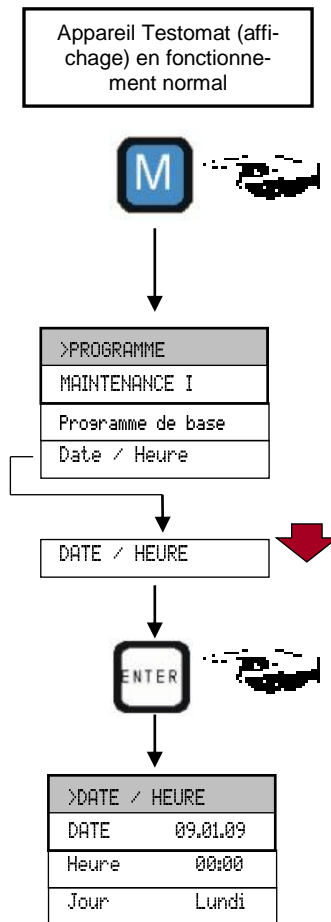 Appareil Testomat (affi-
chage) en fonctionne-
ment normal
M
>PROGRAMME
MAINTENANCE I
Programme de base
Date / Heure
DATE / HEURE
ENTER
>DATE / HEURE
DATE 09.01.09
Heure 00:00
Jour Lundi